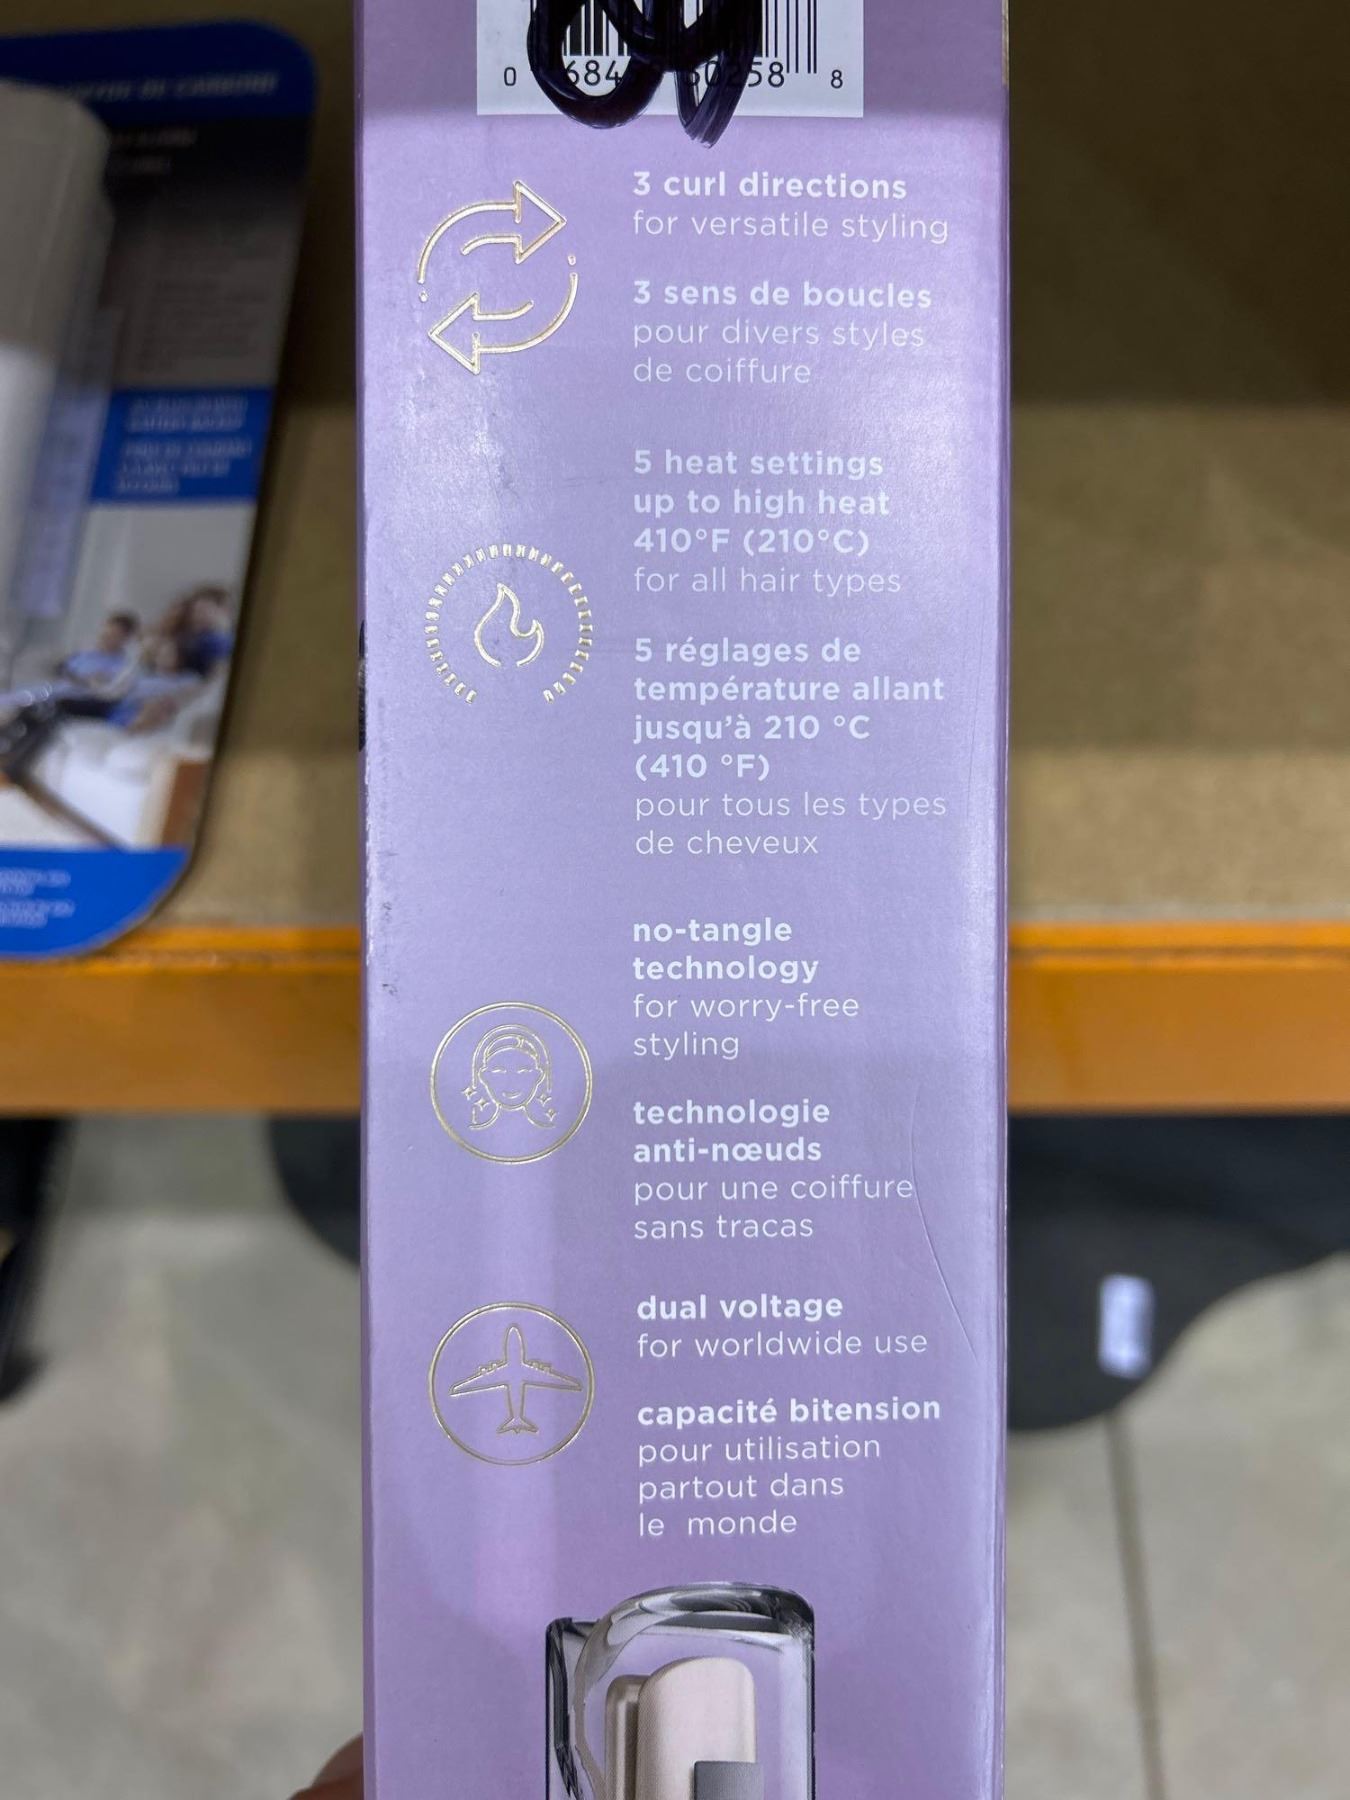 0 8
3 curl directions
for versatile styling
3 sens de boucles
pour divers styles
de coiffure
5 heat settings
up to high heat
410°F (210°C)
for all hair types
5 réglages de
température allant
jusqu'à 210 °C
(410 °F)
pour tous les types
de cheveux
no-tangle
technology
for worry-free
styling
technologie
anti-nœuds
pour une coiffure
sans tracas
dual voltage
for worldwide use
capacité bitension
pour utilisation
partout dans
le monde